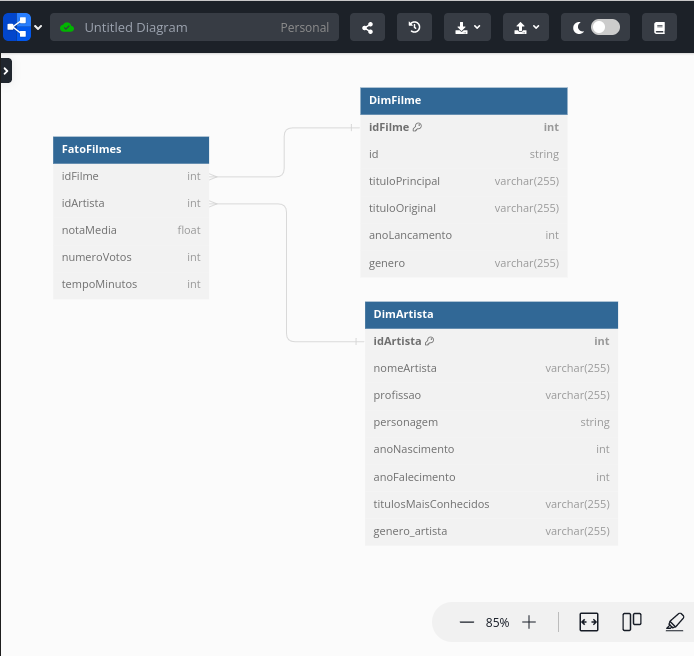 Untitled Diagram Personal
FatoFilmes
idFilme int
idArtista int
notaMedia float
numeroVotos int
tempoMinutos int
DimFilme
idFilme int
id string
tituloPrincipal varchar(255)
tituloOriginal varchar(255)
anoLancamento int
genero varchar(255)
DimArtista
idArtista int
nomeArtista varchar(255)
profissao varchar(255)
personagem string
anoNascimento int
anoFalecimento int
titulosMaisConhecidos varchar(255)
genero_artista varchar(255)
85%